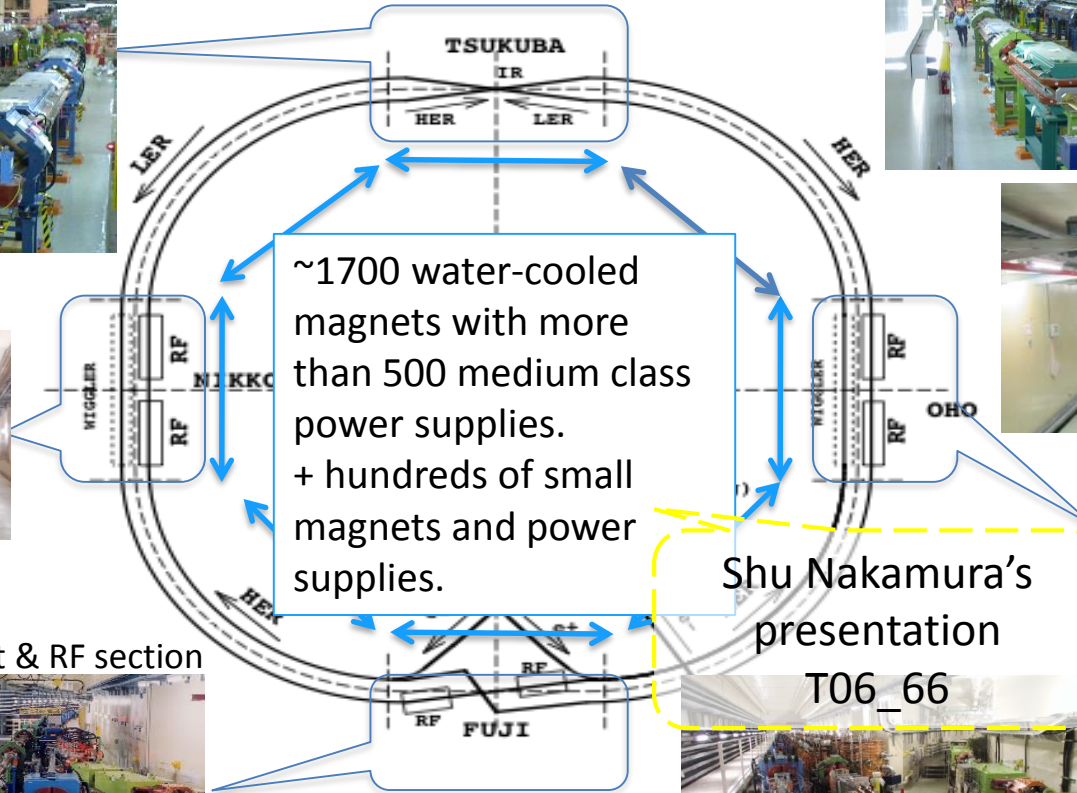 TSUKUBA
IR
HER LER
LER
HER
~1700 water-cooled
magnets with more
than 500 medium class
power supplies.
+ hundreds of small
magnets and power
supplies.
WIGGLER
RF
RF
NIKKO
WIGGLER
RF
RF
OHO
HER
e+
RF
RF
FUJI
t & RF section
Shu Nakamura’s
presentation
T06_66